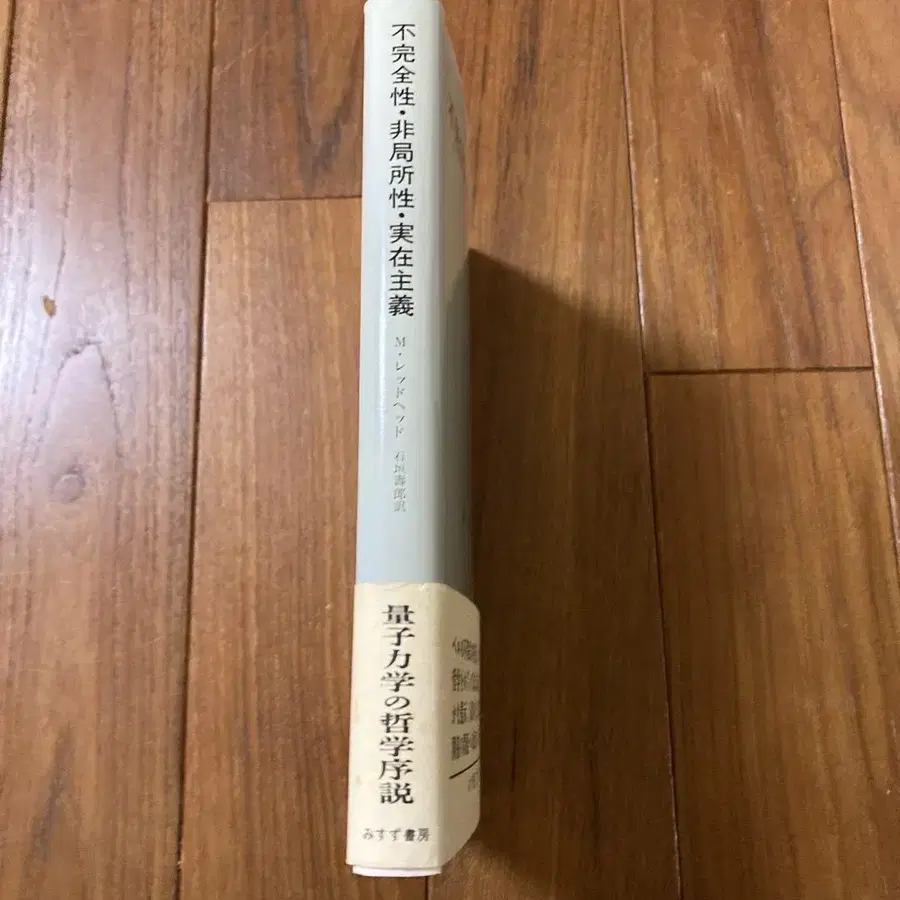 不完全性・非局所性・実在主義
M・レッドヘッド 石垣壽郎訳
量子力学の哲学序説
みすず書房